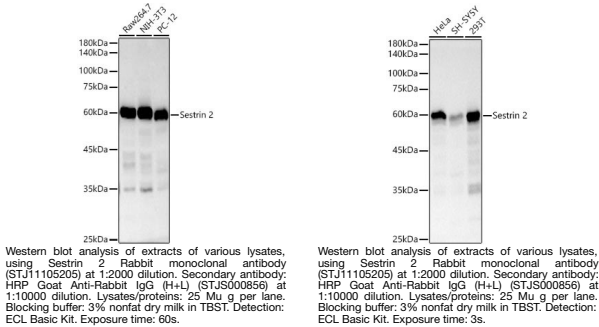 Raw264.7
NIH-3T3
PC-12
180kDa
140kDa
100kDa
75kDa
60kDa
45kDa
35kDa
25kDa
Sestrin 2
Western blot analysis of extracts of various lysates,
using Sestrin 2 Rabbit monoclonal antibody
(STJ11105205) at 1:2000 dilution. Secondary antibody:
HRP Goat Anti-Rabbit IgG (H+L) (STJS000856) at
1:10000 dilution. Lysates/proteins: 25 Mu g per lane.
Blocking buffer: 3% nonfat dry milk in TBST. Detection:
ECL Basic Kit. Exposure time: 60s.
HeLa
SH-SY5Y
293T
180kDa
140kDa
100kDa
75kDa
60kDa
45kDa
35kDa
25kDa
Sestrin 2
Western blot analysis of extracts of various lysates,
using Sestrin 2 Rabbit monoclonal antibody
(STJ11105205) at 1:2000 dilution. Secondary antibody:
HRP Goat Anti-Rabbit IgG (H+L) (STJS000856) at
1:10000 dilution. Lysates/proteins: 25 Mu g per lane.
Blocking buffer: 3% nonfat dry milk in TBST. Detection:
ECL Basic Kit. Exposure time: 3s.